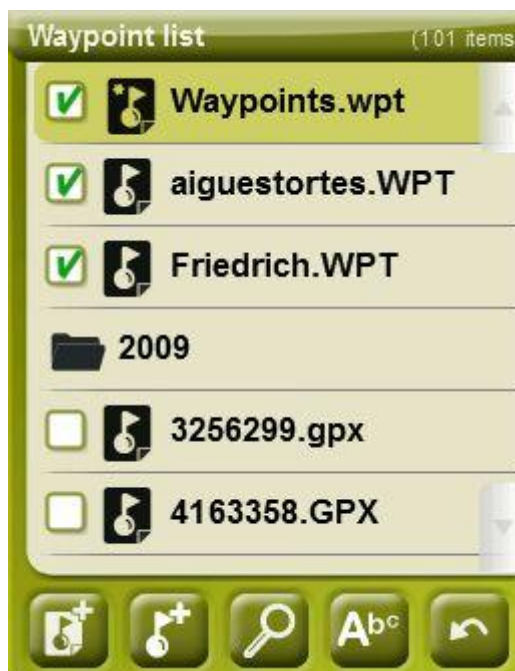 Waypoint list (101 items
Waypoints.wpt
aiguestortes.WPT
Friedrich.WPT
2009
3256299.gpx
4163358.GPX
Abc